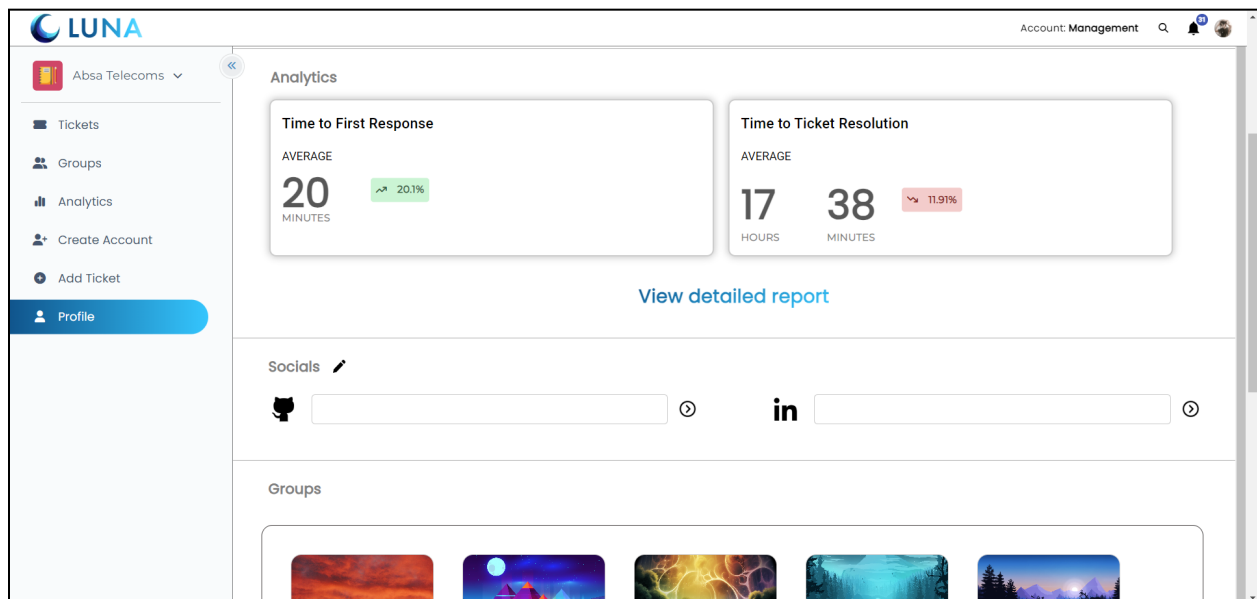 LUNA
Account: Management
31
Absa Telecoms
Tickets
Groups
Analytics
Create Account
Add Ticket
Profile
Analytics
Time to First Response
AVERAGE
20
MINUTES
20.1%
Time to Ticket Resolution
AVERAGE
17 38
HOURS MINUTES
11.91%
View detailed report
Socials
in
Groups